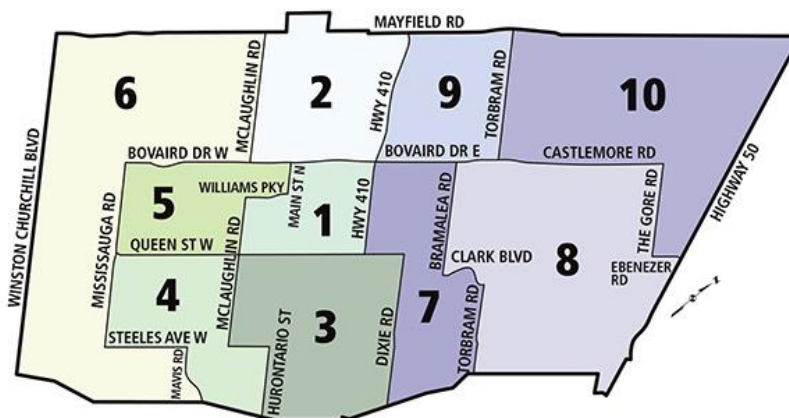 MAYFIELD RD
6
MCLAUGHLIN RD
2
HWY 410
9
TORBRAM RD
10
WINSTON CHURCHILL BLVD
BOVAIRD DR W
BOVAIRD DR E
CASTLEMORE RD
HIGHWAY 50
MISSISSAUGA RD
5
WILLIAMS PKY
MAIN ST N
1
HWY 410
BRAMALEA RD
THE GORE RD
QUEEN ST W
MCLAUGHLIN RD
CLARK BLVD
8
EBENEZER
RD
4
3
7
STEELES AVE W
MAVIS RD
HURONTARIO ST
DIXIE RD
TORBRAM RD